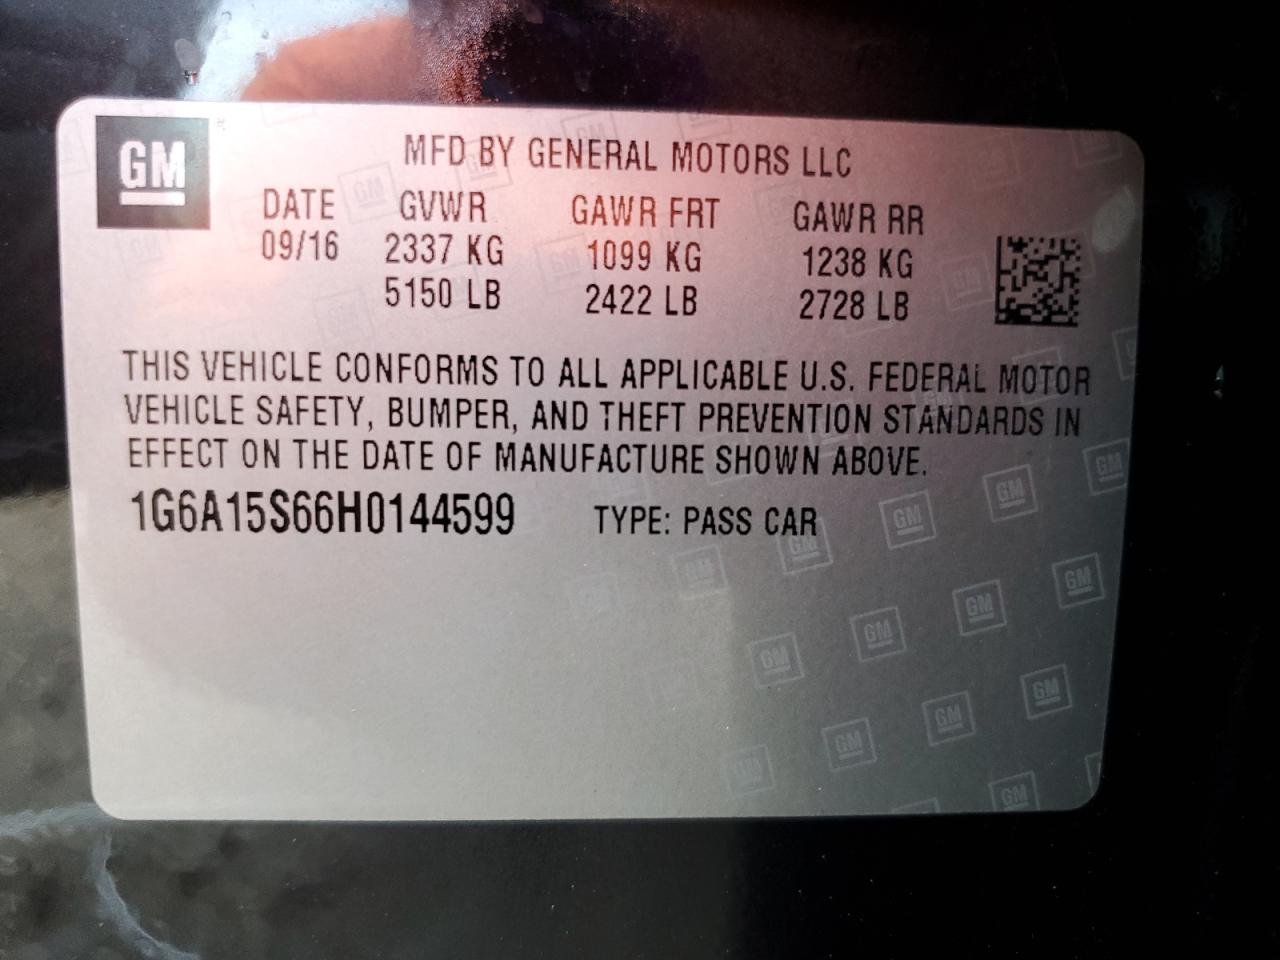 GM
MFD BY GENERAL MOTORS LLC
DATE GVWR GAWR FRT GAWR RR
09/16 2337 KG 1099 KG 1238 KG
5150 LB 2422 LB 2728 LB
THIS VEHICLE CONFORMS TO ALL APPLICABLE U.S. FEDERAL MOTOR
VEHICLE SAFETY, BUMPER, AND THEFT PREVENTION STANDARDS IN
EFFECT ON THE DATE OF MANUFACTURE SHOWN ABOVE.
1G6A15S66H0144599 TYPE: PASS CAR